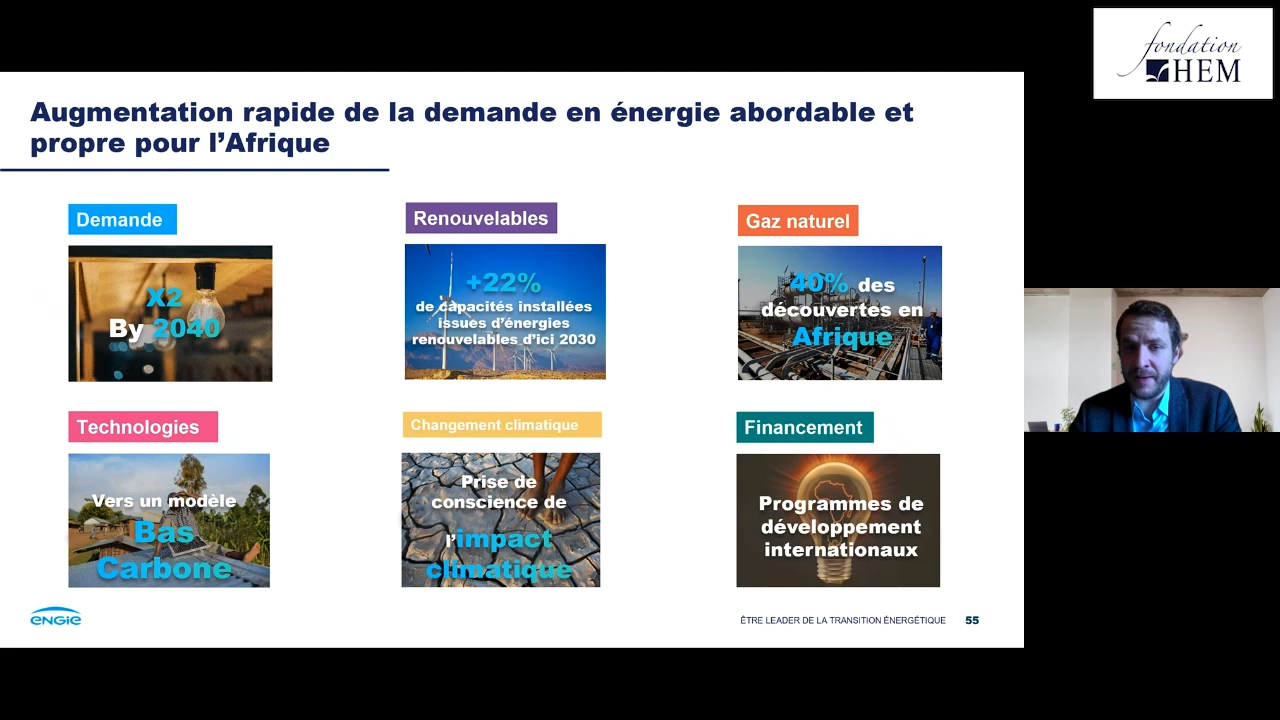 fondation
HEM
Augmentation rapide de la demande en énergie abordable et
propre pour l’Afrique
Demande
X2
By 2040
Renouvelables
+22%
de capacités installées
issues d’énergies
renouvelables d’ici 2030
Gaz naturel
40% des
découvertes en
Afrique
Technologies
Vers un modèle
Bas
Carbone
Changement climatique
Prise de
conscience de
l’impact
climatique
Financement
Programmes de
développement
internationaux
ENGIE
ÊTRE LEADER DE LA TRANSITION ÉNERGÉTIQUE 55